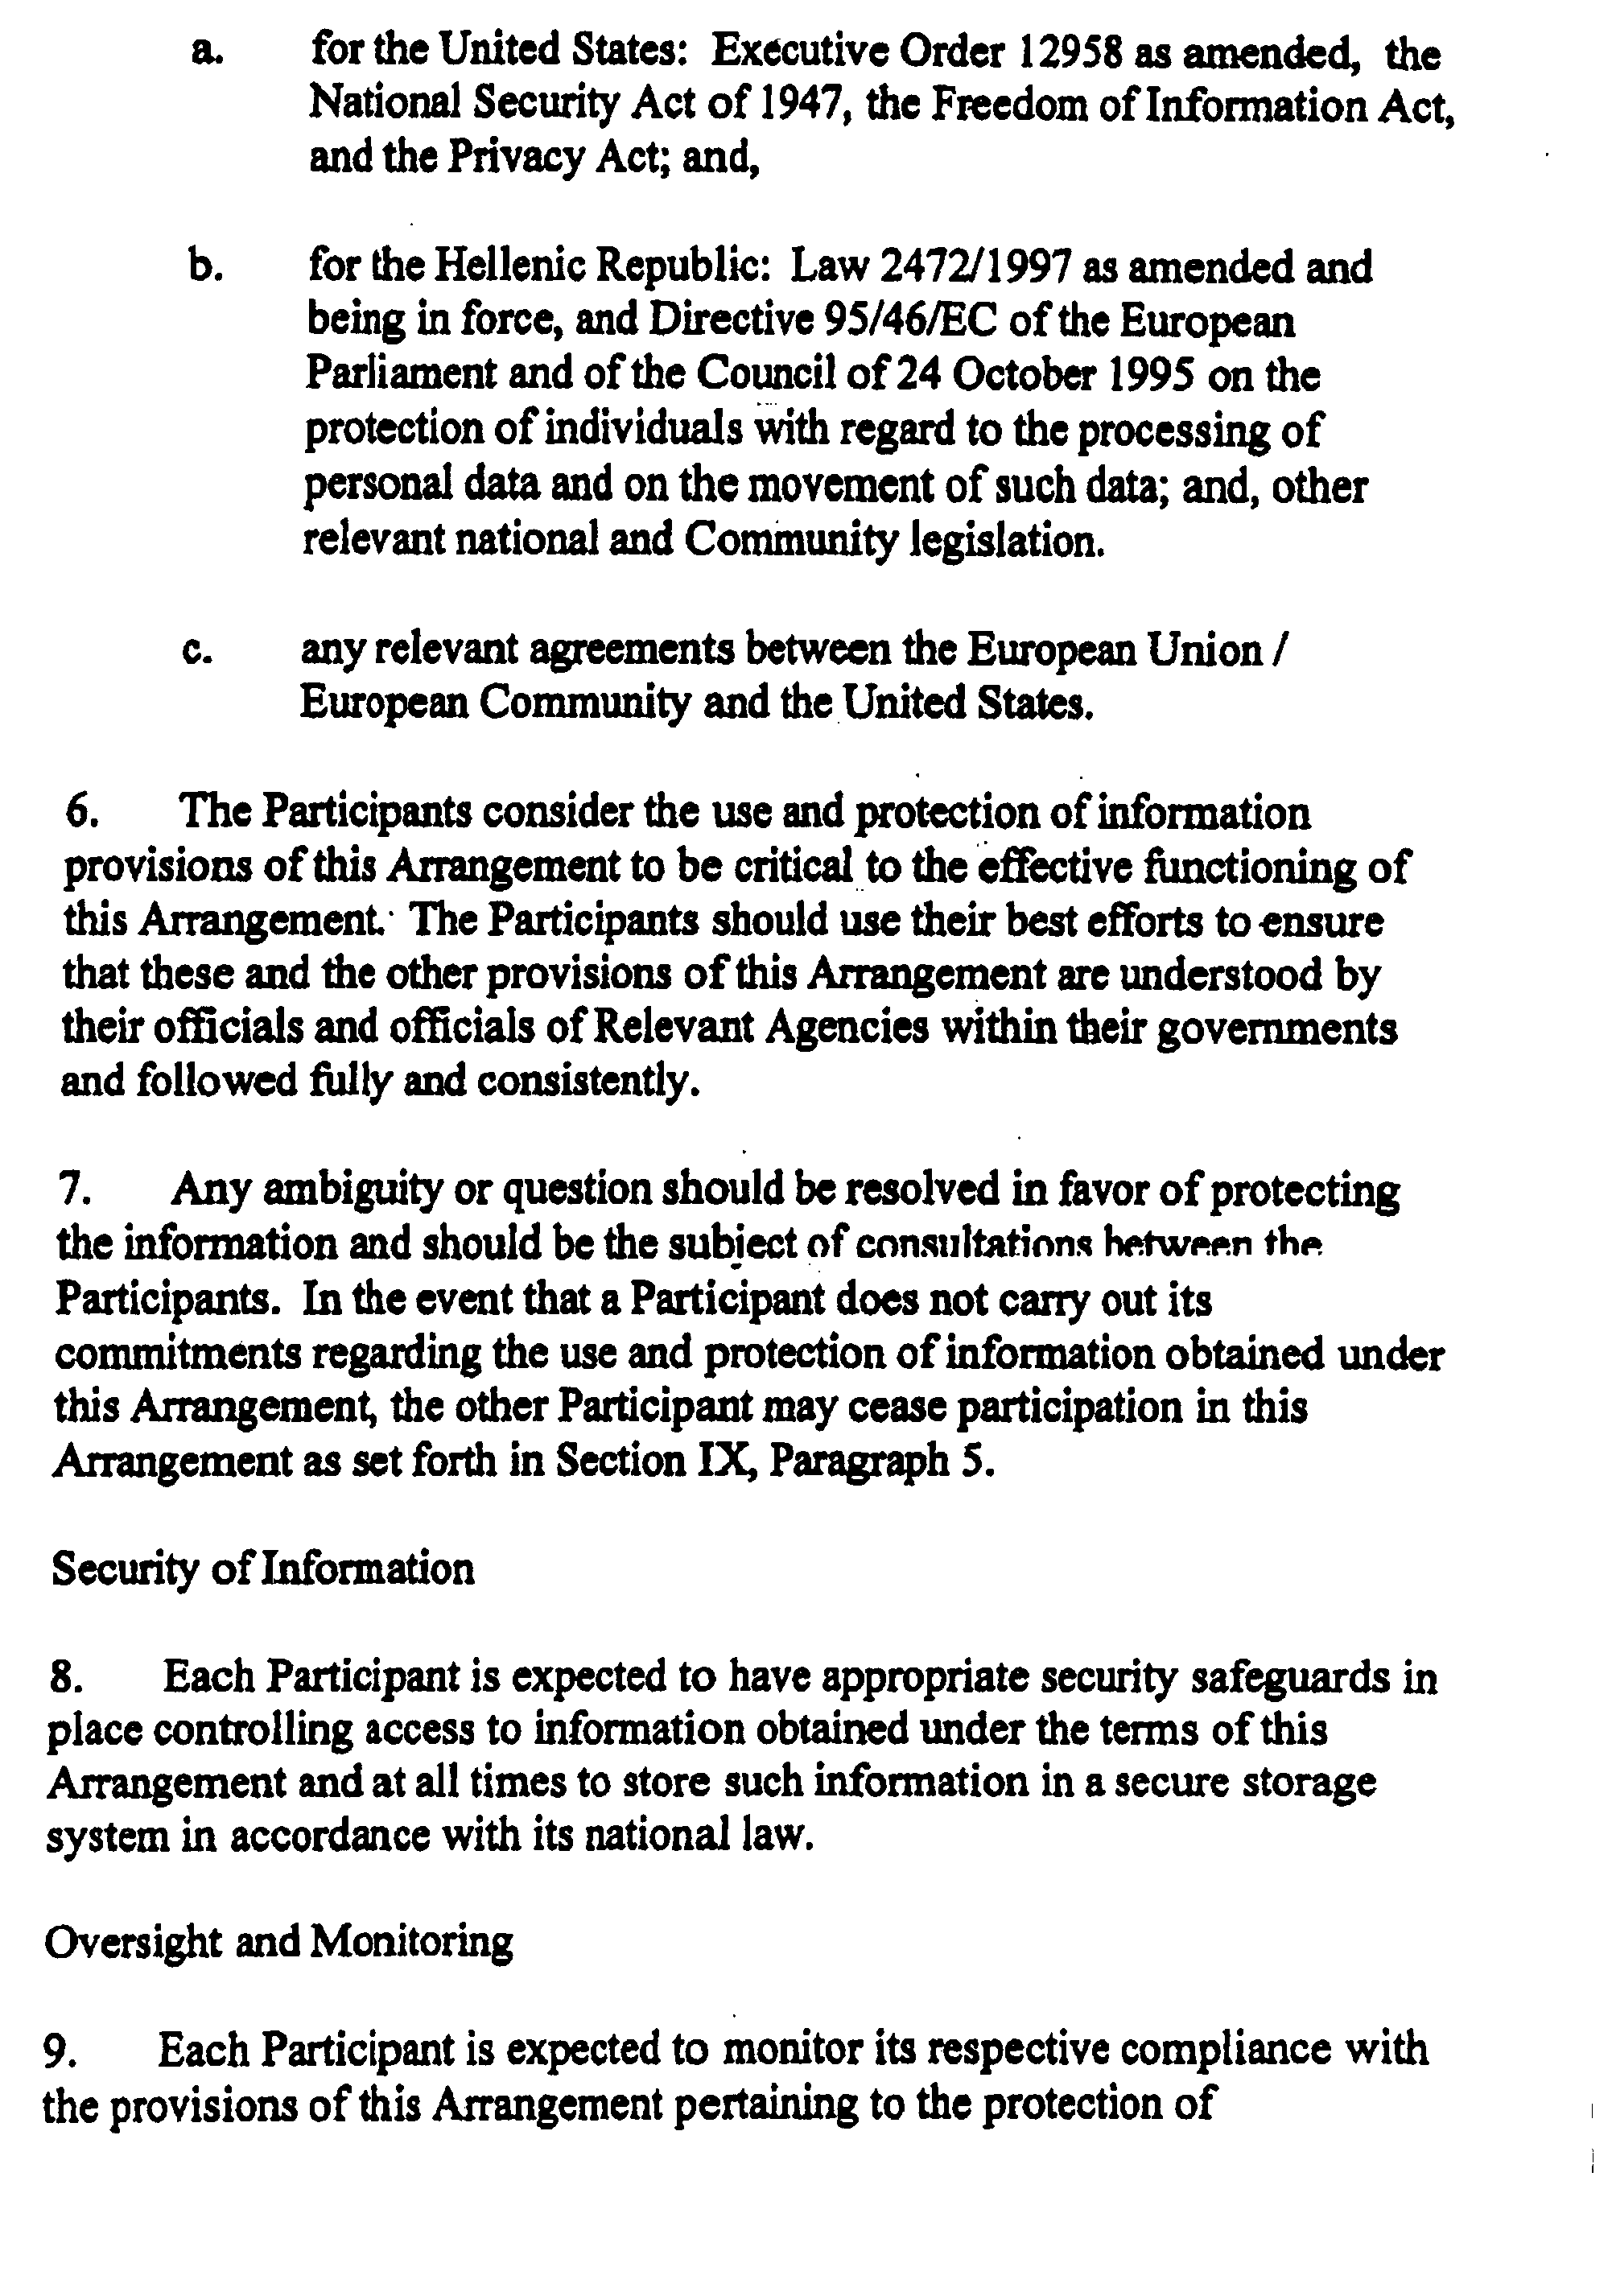 a. for the United States: Executive Order 12958 as amended, the
National Security Act of 1947, the Freedom of Information Act,
and the Privacy Act; and,
b. for the Hellenic Republic: Law 2472/1997 as amended and
being in force, and Directive 95/46/EC of the European
Parliament and of the Council of 24 October 1995 on the
protection of individuals with regard to the processing of
personal data and on the movement of such data; and, other
relevant national and Community legislation.
c. any relevant agreements between the European Union /
European Community and the United States.
6. The Participants consider the use and protection of information
provisions of this Arrangement to be critical to the effective functioning of
this Arrangement. The Participants should use their best efforts to ensure
that these and the other provisions of this Arrangement are understood by
their officials and officials of Relevant Agencies within their governments
and followed fully and consistently.
7. Any ambiguity or question should be resolved in favor of protecting
the information and should be the subject of consultations between the
Participants. In the event that a Participant does not carry out its
commitments regarding the use and protection of information obtained under
this Arrangement, the other Participant may cease participation in this
Arrangement as set forth in Section IX, Paragraph 5.
Security of Information
8. Each Participant is expected to have appropriate security safeguards in
place controlling access to information obtained under the terms of this
Arrangement and at all times to store such information in a secure storage
system in accordance with its national law.
Oversight and Monitoring
9. Each Participant is expected to monitor its respective compliance with
the provisions of this Arrangement pertaining to the protection of